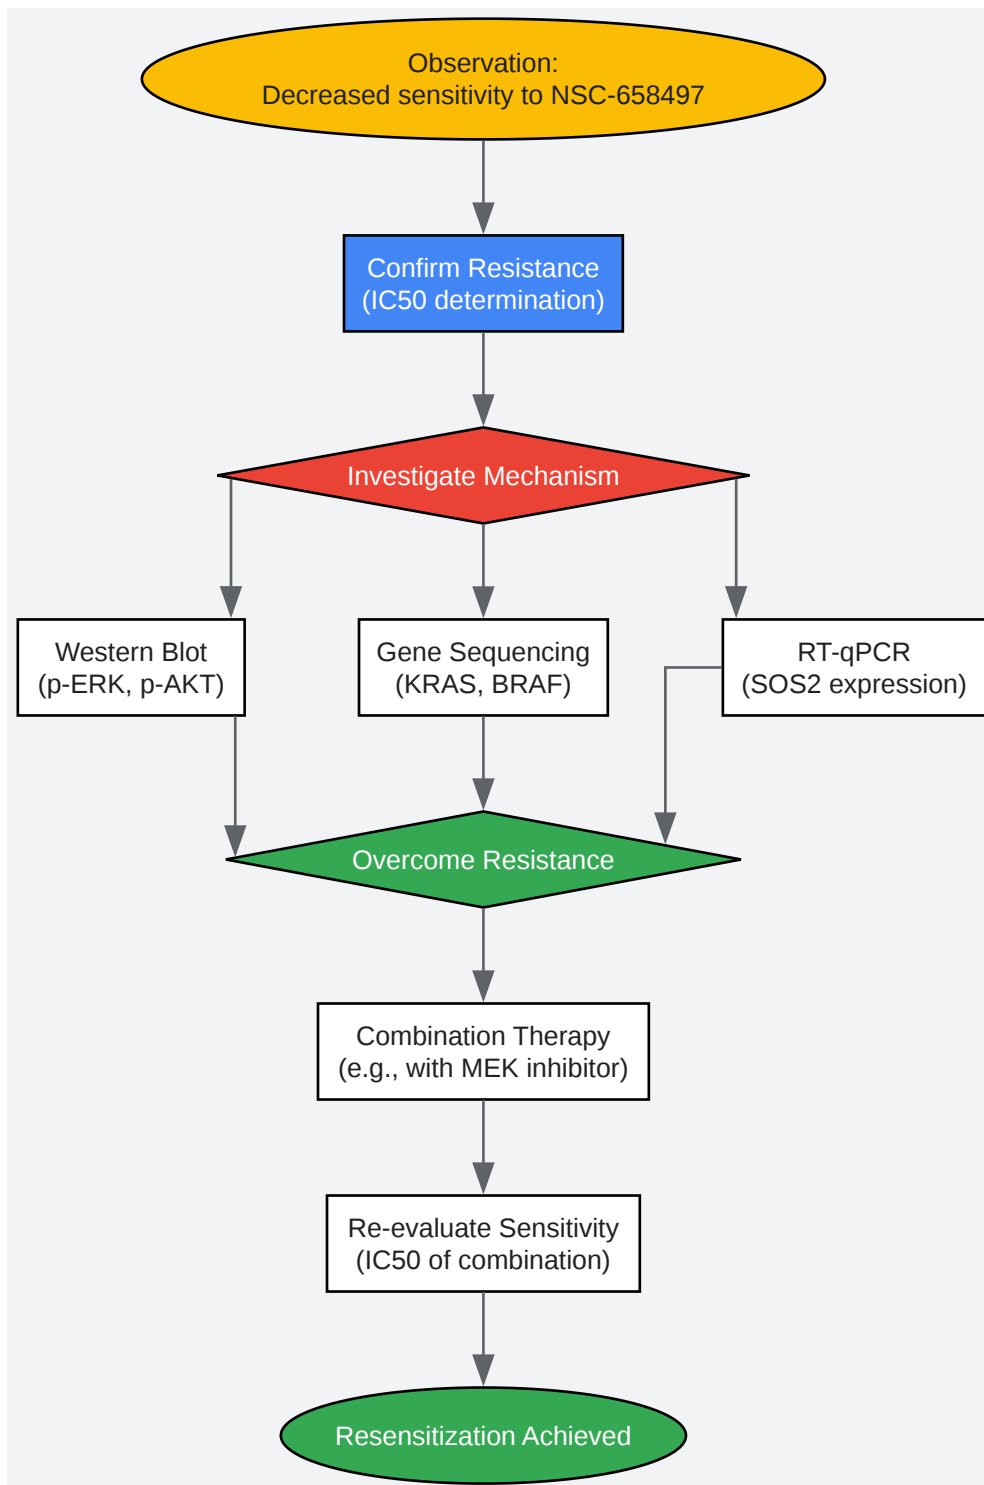 Observation:
Decreased sensitivity to NSC-658497
Confirm Resistance
(IC50 determination)
Investigate Mechanism
Western Blot
(p-ERK, p-AKT)
Gene Sequencing
(KRAS, BRAF)
RT-qPCR
(SOS2 expression)
Overcome Resistance
Combination Therapy
(e.g., with MEK inhibitor)
Re-evaluate Sensitivity
(IC50 of combination)
Resensitization Achieved